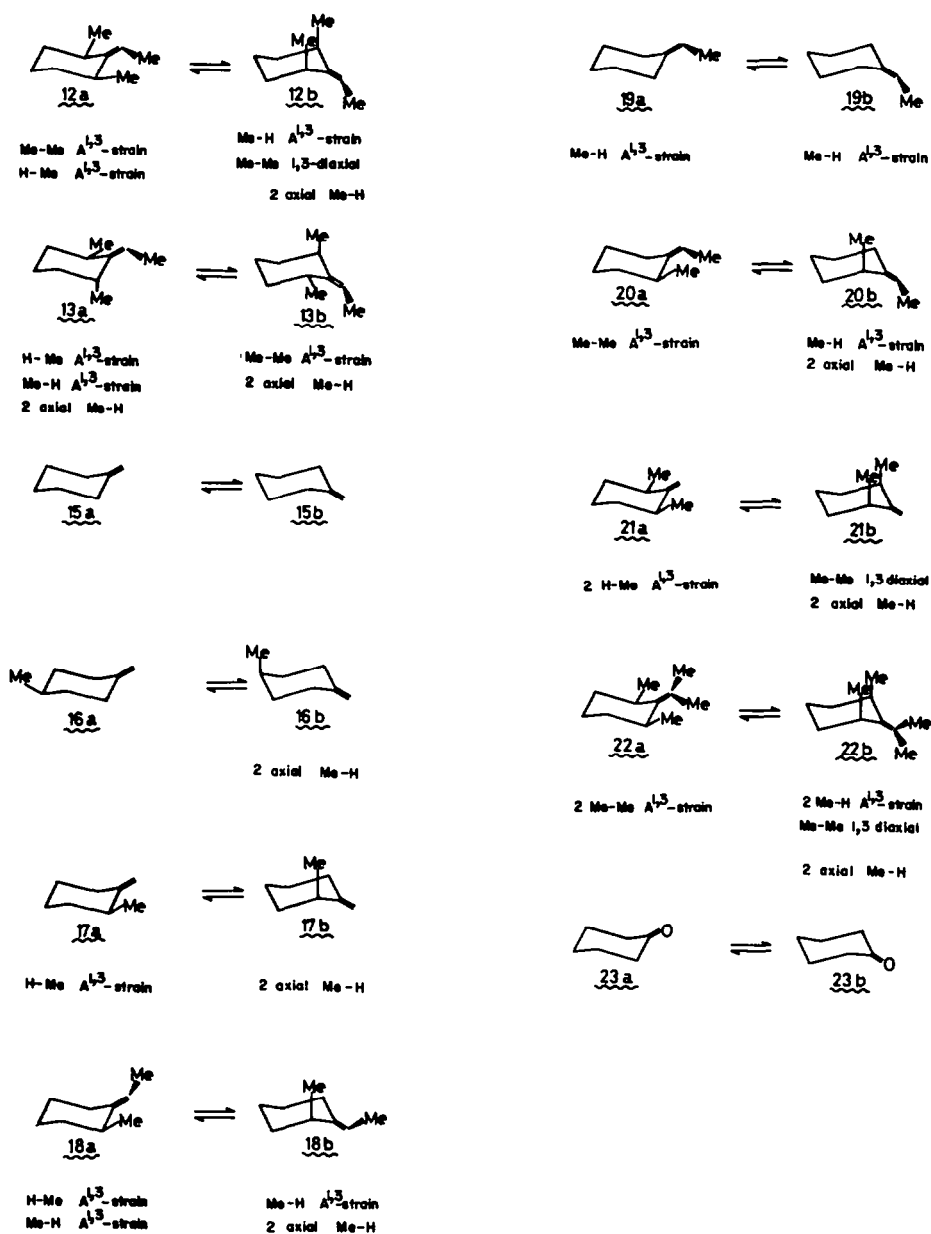 Me
Me
Me
12a
Me
Me
Me
12b
Me-Me A1,3-strain
H-Me A1,3-strain
Me-H A1,3-strain
Me-Me 1,3-diaxial
2 axial Me-H
Me
Me
Me
13a
Me
Me
Me
13b
H-Me A1,3-strain
Me-H A1,3-strain
2 axial Me-H
Me-Me A1,3-strain
2 axial Me-H
15a
15b
Me
16a
Me
16b
2 axial Me-H
Me
17a
Me
17b
H-Me A1,3-strain
2 axial Me-H
Me
Me
18a
Me
Me
18b
H-Me A1,3-strain
Me-H A1,3-strain
Me-H A1,3-strain
2 axial Me-H
Me
19a
Me
19b
Me-H A1,3-strain
Me-H A1,3-strain
Me
Me
20a
Me
Me
20b
Me-Me A1,3-strain
Me-H A1,3-strain
2 axial Me-H
Me
Me
21a
Me
Me
21b
2 H-Me A1,3-strain
Me-Me 1,3 diaxial
2 axial Me-H
Me
Me
Me
Me
22a
Me
Me
Me
Me
22b
2 Me-Me A1,3-strain
2 Me-H A1,3-strain
Me-Me 1,3 diaxial
2 axial Me-H
O
23a
O
23b